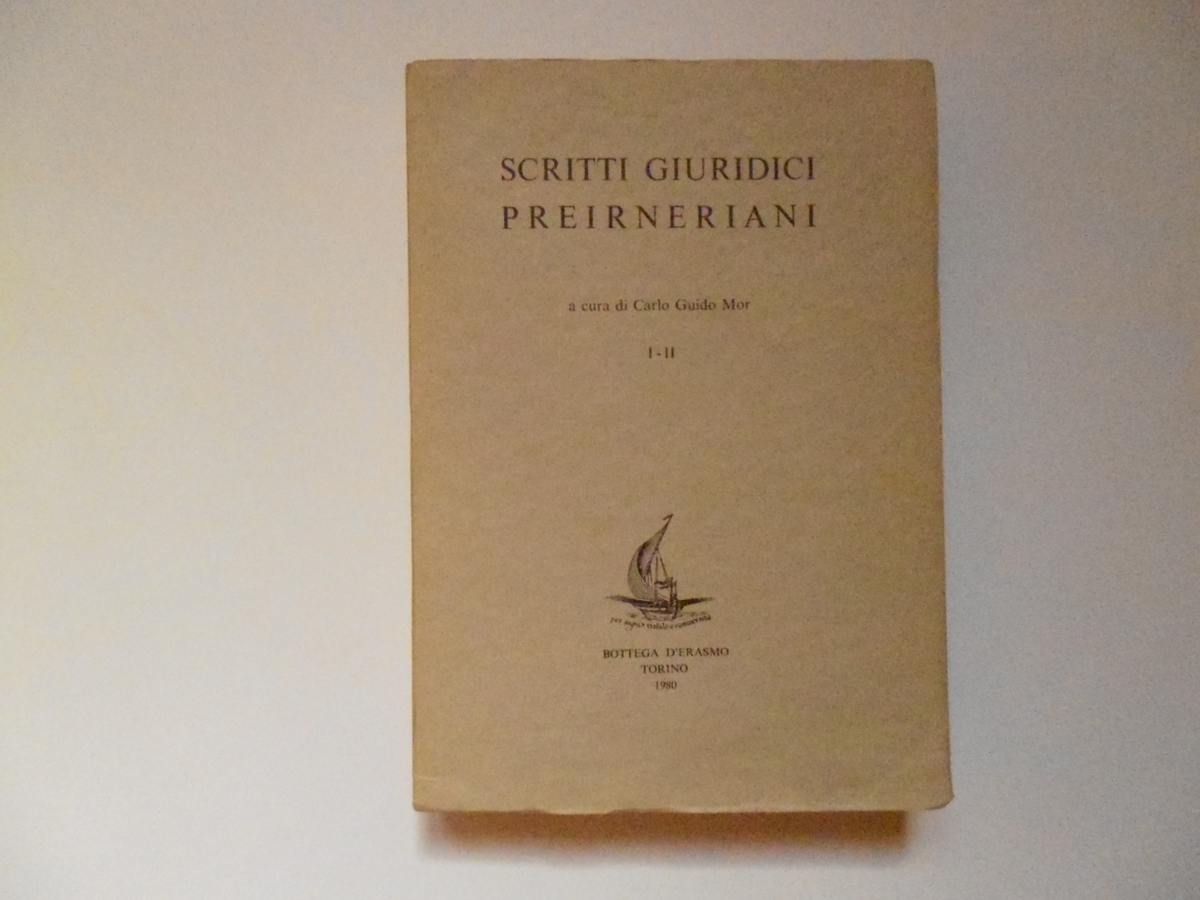 SCRITTI GIURIDICI
PREIRNERIANI
a cura di Carlo Guido Mor
I - II
BOTTEGA D'ERASMO
TORINO
1980